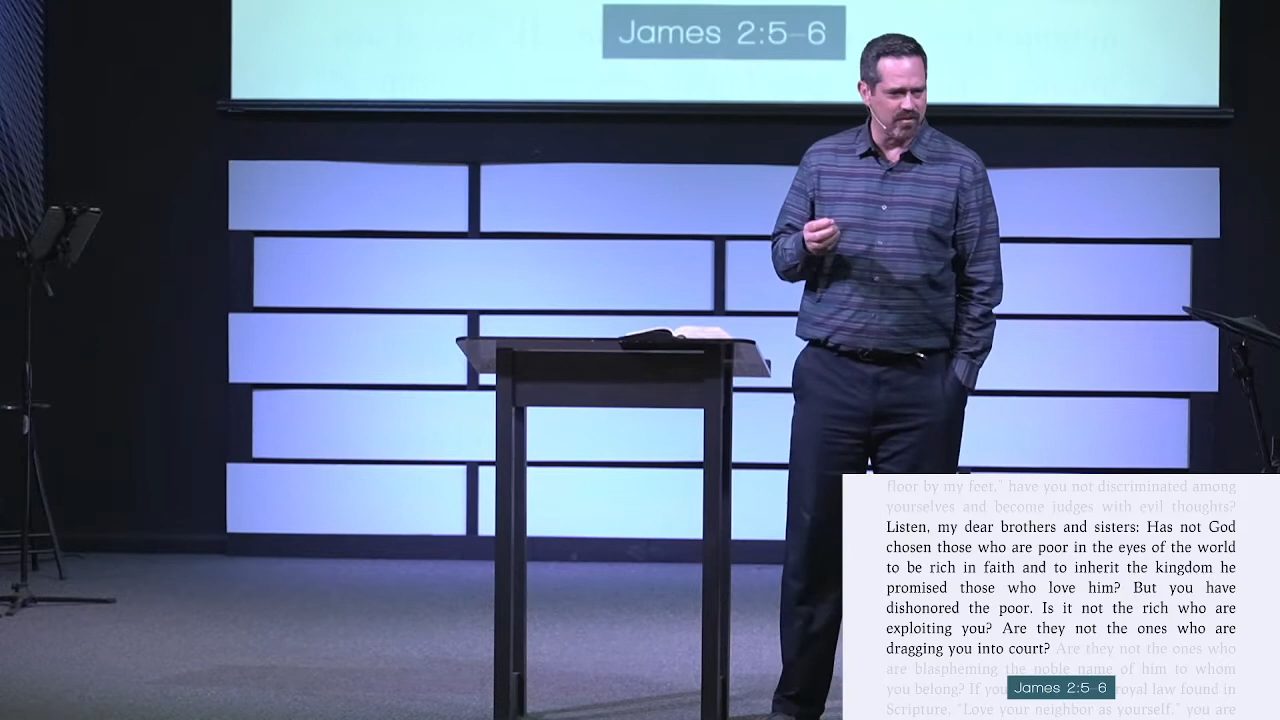 James 2:5–6
floor by my feet," have you not discriminated among
yourselves and become judges with evil thoughts?
Listen, my dear brothers and sisters: Has not God
chosen those who are poor in the eyes of the world
to be rich in faith and to inherit the kingdom he
promised those who love him? But you have
dishonored the poor. Is it not the rich who are
exploiting you? Are they not the ones who are
dragging you into court? Are they not the ones who
are blaspheming the noble name of him to whom
you belong? If you royal law found in
James 2:5–6
Scripture, "Love your neighbor as yourself," you are